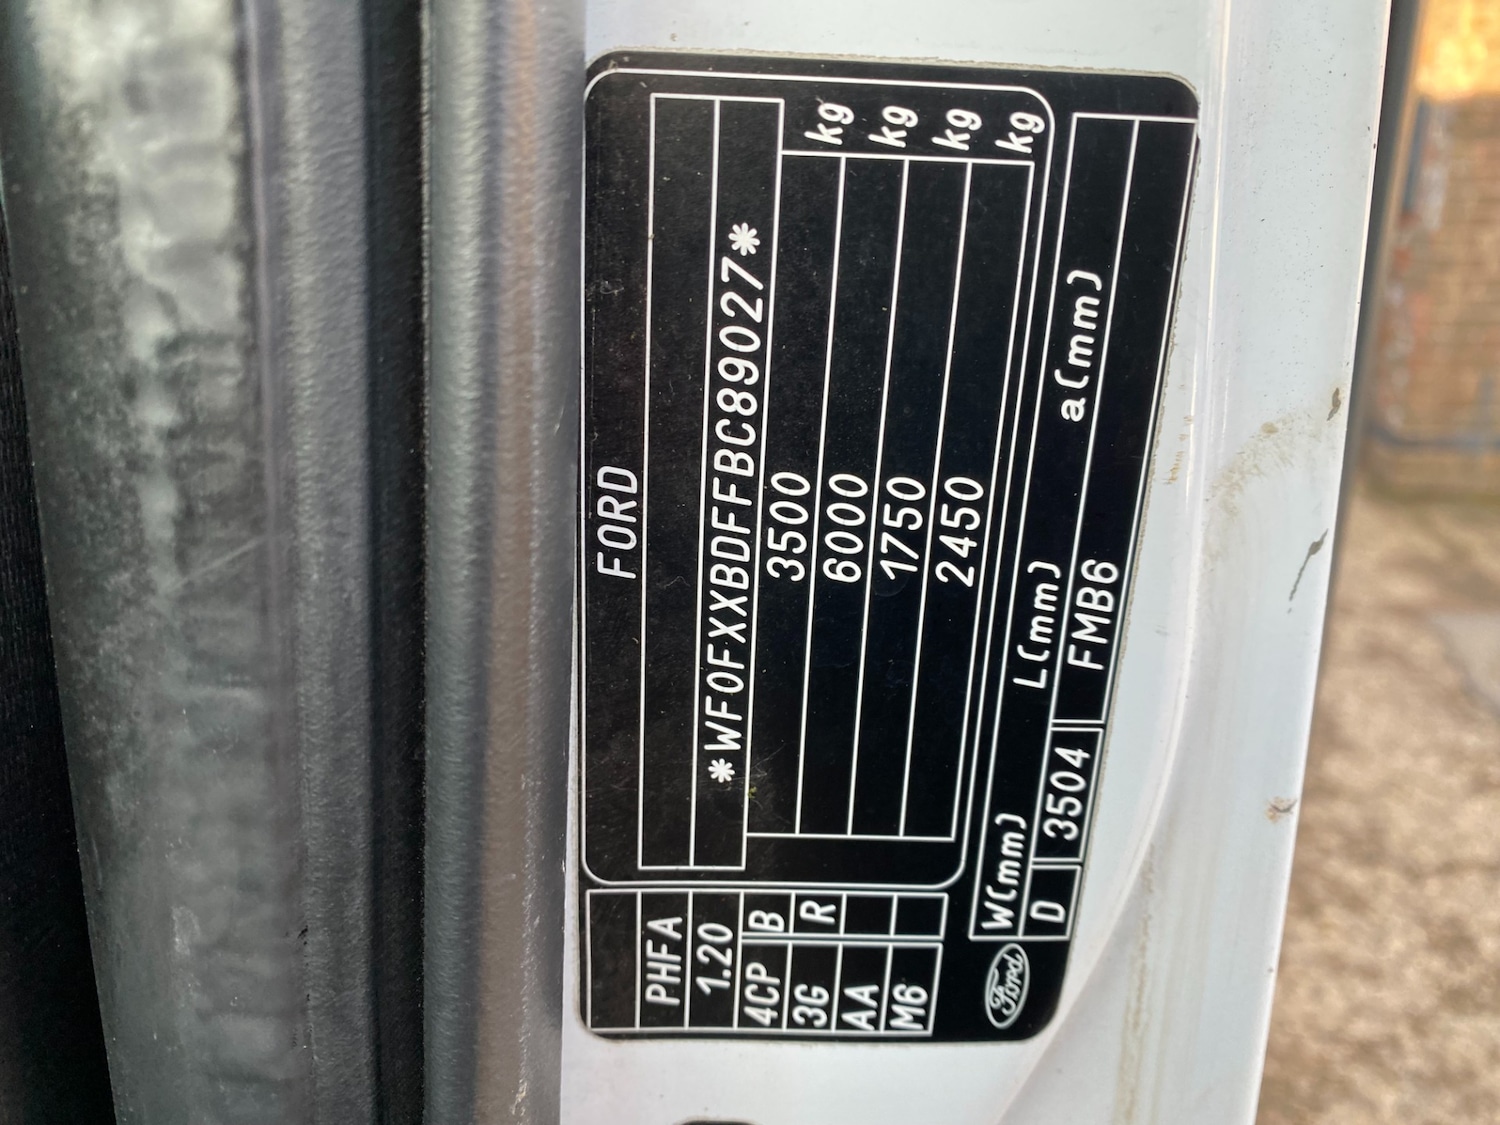 FORD
*WF0FXXBDFFBC89027*
3500 kg
6000 kg
1750 kg
2450 kg
PHFA
1.20
4CP B
3G R
AA
M6
W(mm) L(mm) a(mm)
D 3504 FMB6
Ford